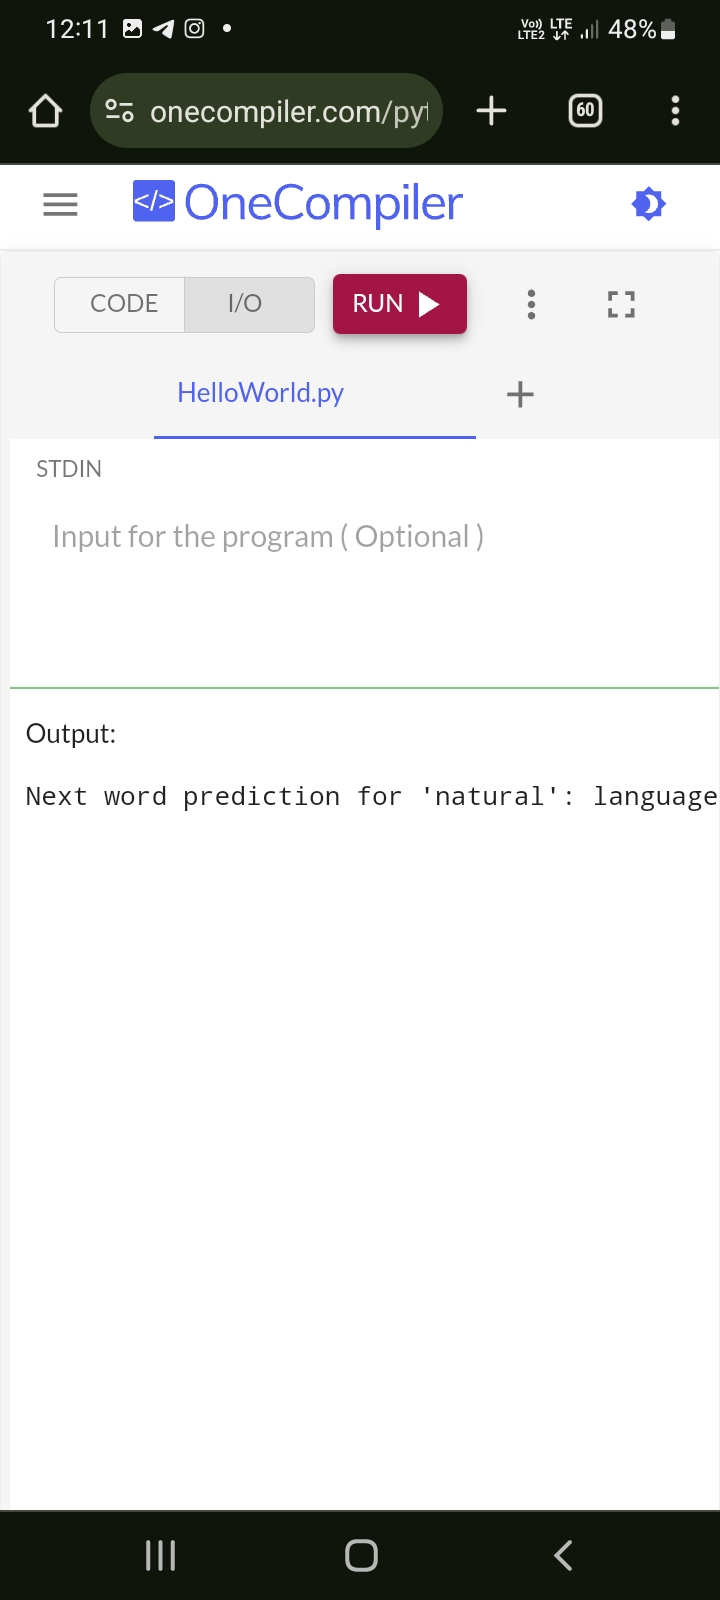 12:11 Vo)) LTE 48%
LTE2
onecompiler.com/py
60
</> OneCompiler
CODE I/O RUN
HelloWorld.py
STDIN
Input for the program ( Optional )
Output:
Next word prediction for 'natural': language